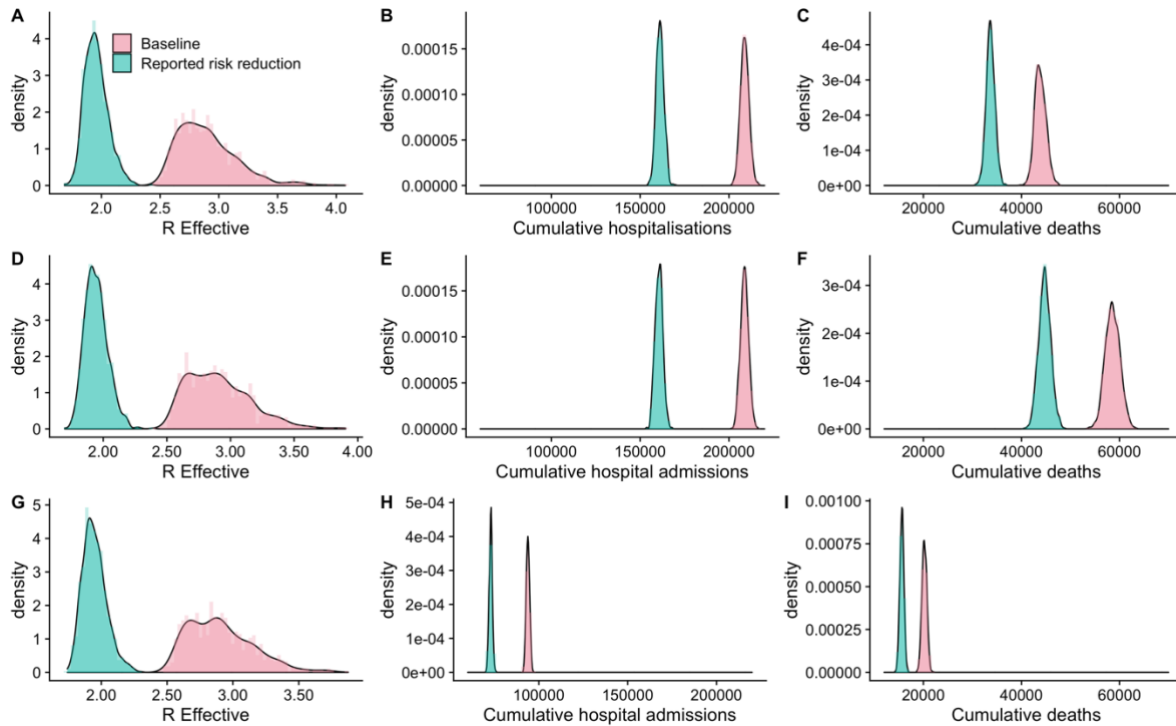 A
density
4
3
2
1
0
2.0 2.5 3.0 3.5 4.0
R Effective
Baseline
Reported risk reduction
B
density
0.00015
0.00010
0.00005
0.00000
100000 150000 200000
Cumulative hospitalisations
C
density
4e-04
3e-04
2e-04
1e-04
0e+00
20000 40000 60000
Cumulative deaths
D
density
4
3
2
1
0
2.00 2.50 3.00 3.50 4.00
R Effective
E
density
0.00015
0.00010
0.00005
0.00000
100000 150000 200000
Cumulative hospital admissions
F
density
3e-04
2e-04
1e-04
0e+00
20000 40000 60000
Cumulative deaths
G
density
5
4
3
2
1
0
2.00 2.50 3.00 3.50
R Effective
H
density
5e-04
4e-04
3e-04
2e-04
1e-04
0e+00
100000 150000 200000
Cumulative hospital admissions
I
density
0.00100
0.00075
0.00050
0.00025
0.00000
20000 40000 60000
Cumulative deaths